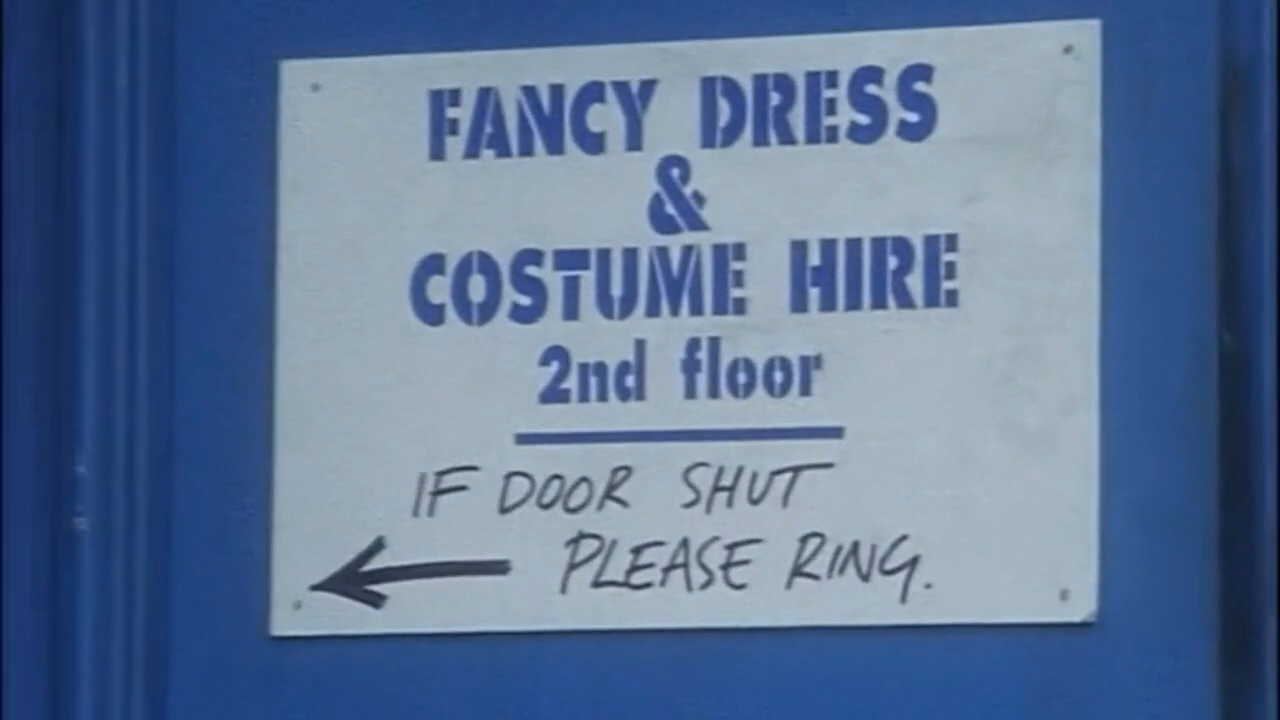 FANCY DRESS
&
COSTUME HIRE
2nd floor
IF DOOR SHUT
PLEASE RING.